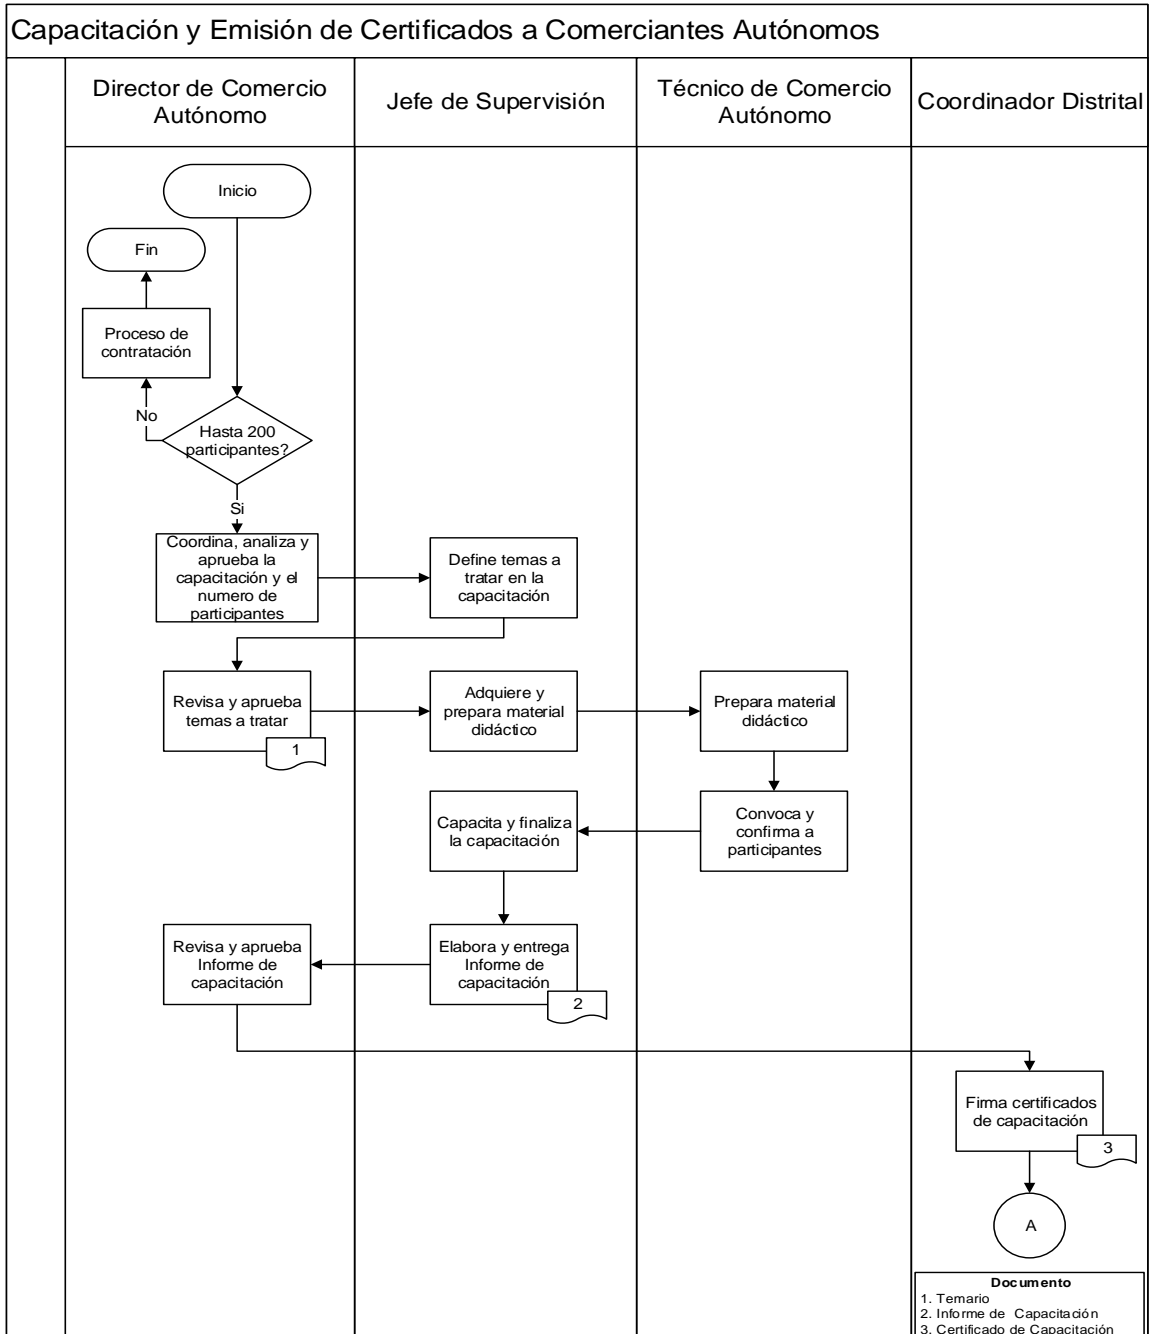 Capacitación y Emisión de Certificados a Comerciantes Autónomos
Director de Comercio
Autónomo
Jefe de Supervisión
Técnico de Comercio
Autónomo
Coordinador Distrital
Inicio
Fin
Proceso de
contratación
No
Hasta 200
participantes?
Si
Coordina, analiza y
aprueba la
capacitación y el
numero de
participantes
Define temas a
tratar en la
capacitación
Revisa y aprueba
temas a tratar
1
Adquiere y
prepara material
didáctico
Prepara material
didáctico
Capacita y finaliza
la capacitación
Convoca y
confirma a
participantes
Revisa y aprueba
Informe de
capacitación
Elabora y entrega
Informe de
capacitación
2
Firma certificados
de capacitación
3
A
Documento
1. Temario
2. Informe de Capacitación
3. Certificado de Capacitación